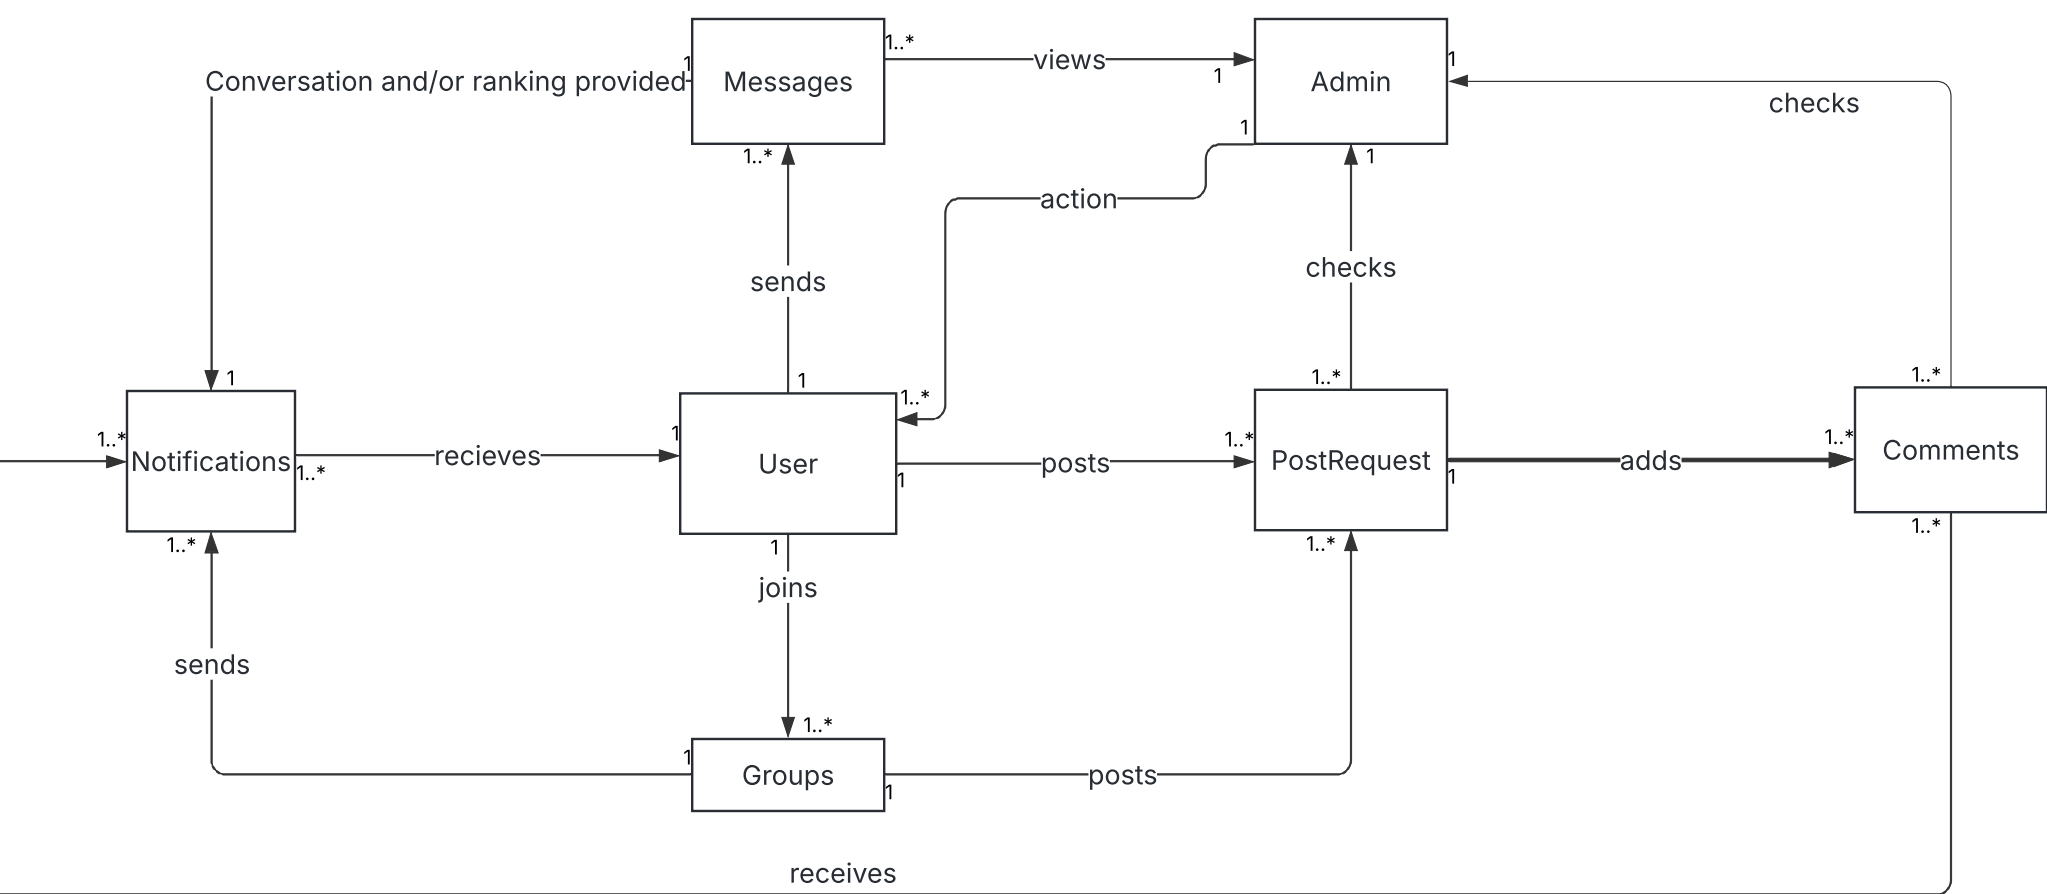 1..*
views
1
1
Conversation and/or ranking provided
1
Messages
Admin
checks
1
1..*
1
action
sends
checks
1
1
1..*
1..*
1..*
1..*
1
1..*
1..*
Notifications
recieves
1..*
User
posts
1
PostRequest
adds
1
Comments
1..*
1
1..*
1..*
joins
sends
1..*
1
Groups
posts
1
receives